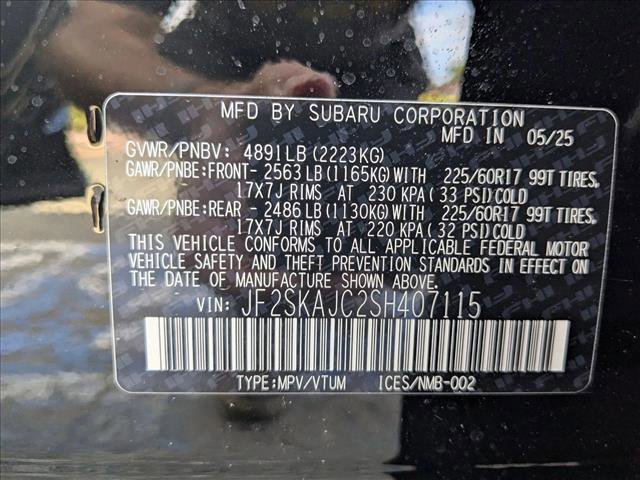 MFD BY SUBARU CORPORATION
MFD IN 05/25
GVWR/PNBV: 4891LB(2223KG)
GAWR/PNBE:FRONT- 2563LB(1165KG)WITH 225/60R17 99T TIRES,
17X7J RIMS AT 230 KPA(33 PSI)COLD
GAWR/PNBE:REAR - 2486LB(1130KG)WITH 225/60R17 99T TIRES,
17X7J RIMS AT 220 KPA(32 PSI)COLD
THIS VEHICLE CONFORMS TO ALL APPLICABLE FEDERAL MOTOR
VEHICLE SAFETY AND THEFT PREVENTION STANDARDS IN EFFECT ON
THE DATE OF MANUFACTURE SHOWN ABOVE.
VIN: JF2SKAJC2SH407115
TYPE:MPV/VTUM ICES/NMB-002